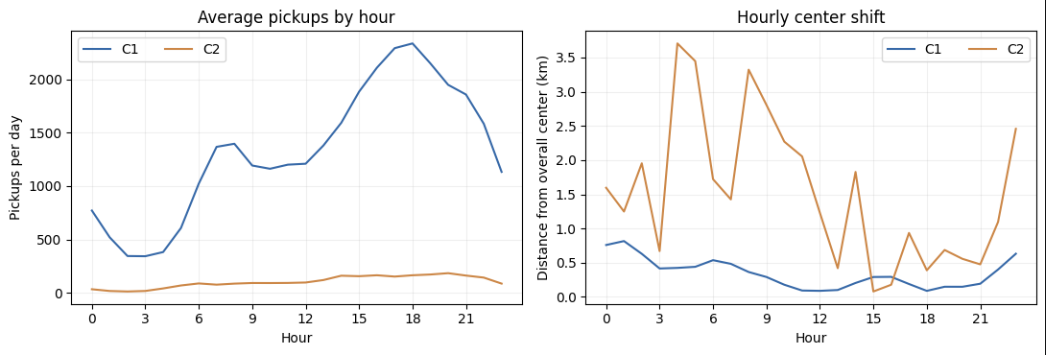 Average pickups by hour
C1 C2
2000
1500
1000
500
0
Pickups per day
0 3 6 9 12 15 18 21
Hour
Hourly center shift
C1 C2
3.5
3.0
2.5
2.0
1.5
1.0
0.5
0.0
Distance from overall center (km)
0 3 6 9 12 15 18 21
Hour